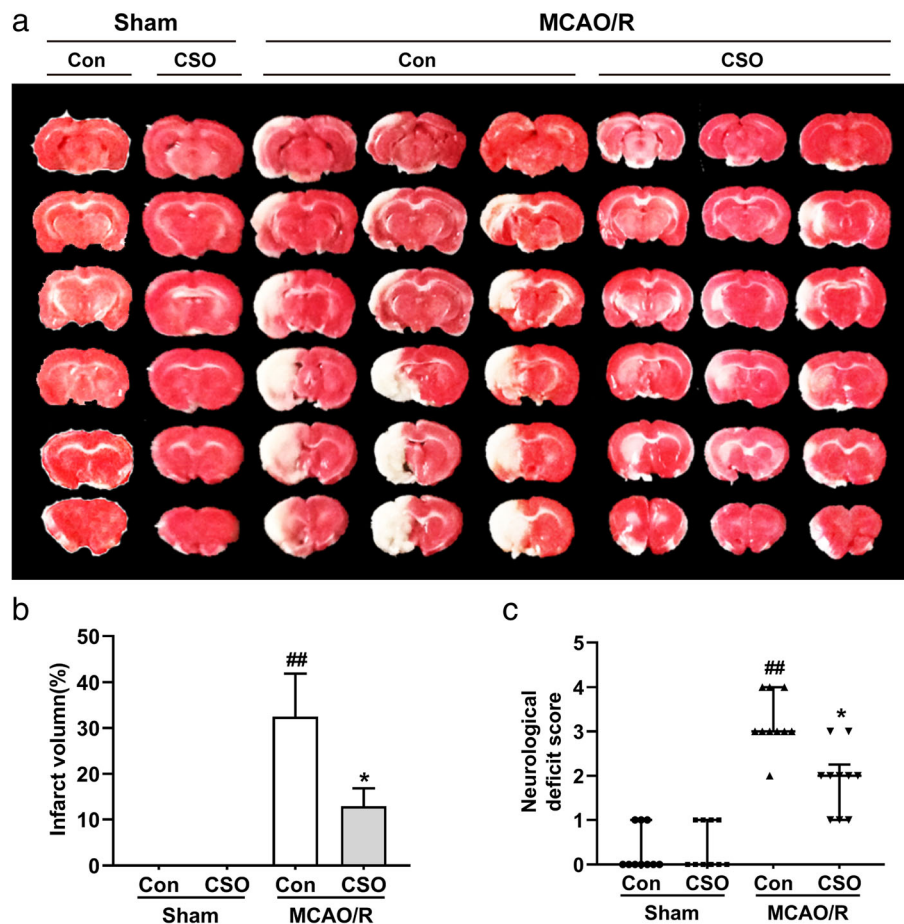 a
Sham MCAO/R
Con CSO Con CSO
b
Infarct volumn(%)
50
40
30
20
10
0
##
*
Con CSO Con CSO
Sham MCAO/R
c
Neurological
deficit score
5
4
3
2
1
0
##
*
Con CSO Con CSO
Sham MCAO/R